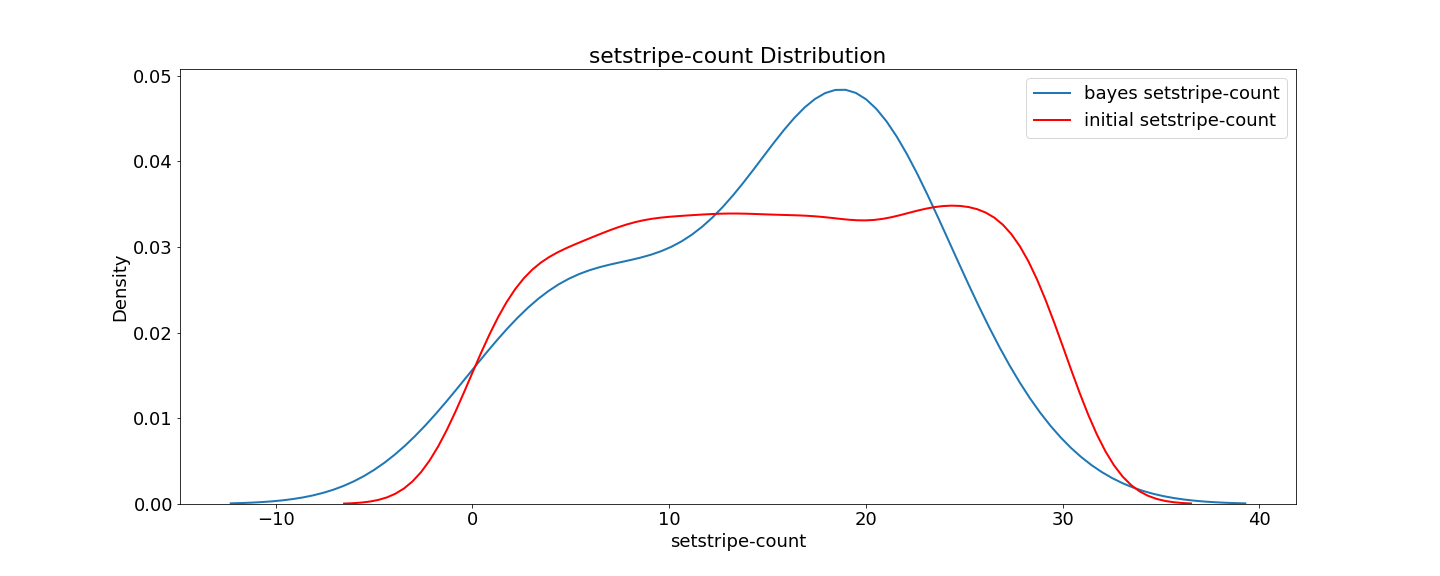 setstripe-count Distribution
bayes setstripe-count
initial setstripe-count
Density
0.05
0.04
0.03
0.02
0.01
0.00
−10
0
10
20
30
40
setstripe-count